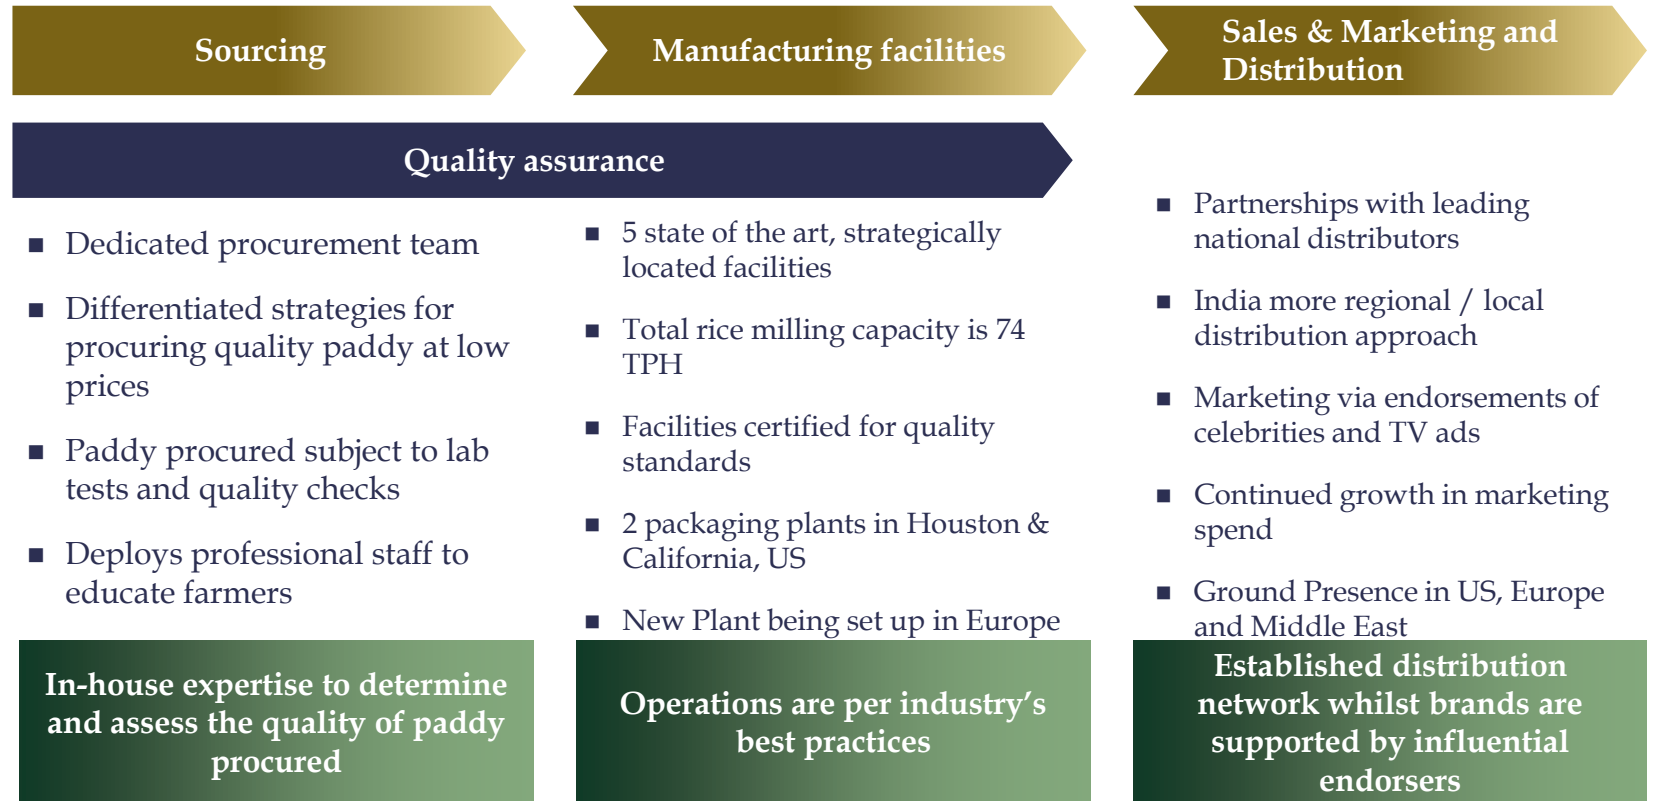 Sourcing
Manufacturing facilities
Sales & Marketing and
Distribution
Quality assurance
▪ Dedicated procurement team
▪ Differentiated strategies for
procuring quality paddy at low
prices
▪ Paddy procured subject to lab
tests and quality checks
▪ Deploys professional staff to
educate farmers
In-house expertise to determine
and assess the quality of paddy
procured
▪ 5 state of the art, strategically
located facilities
▪ Total rice milling capacity is 74
TPH
▪ Facilities certified for quality
standards
▪ 2 packaging plants in Houston &
California, US
▪ New Plant being set up in Europe
Operations are per industry’s
best practices
▪ Partnerships with leading
national distributors
▪ India more regional / local
distribution approach
▪ Marketing via endorsements of
celebrities and TV ads
▪ Continued growth in marketing
spend
▪ Ground Presence in US, Europe
and Middle East
Established distribution
network whilst brands are
supported by influential
endorsers